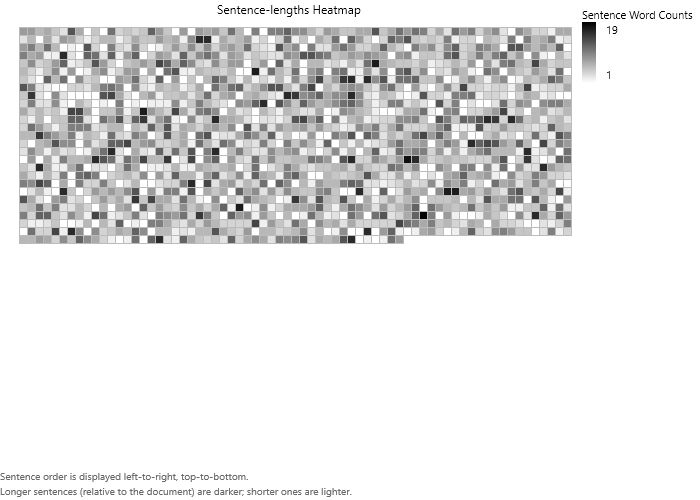 Sentence-lengths Heatmap
Sentence Word Counts
19
1
Sentence order is displayed left-to-right, top-to-bottom.
Longer sentences (relative to the document) are darker; shorter ones are lighter.